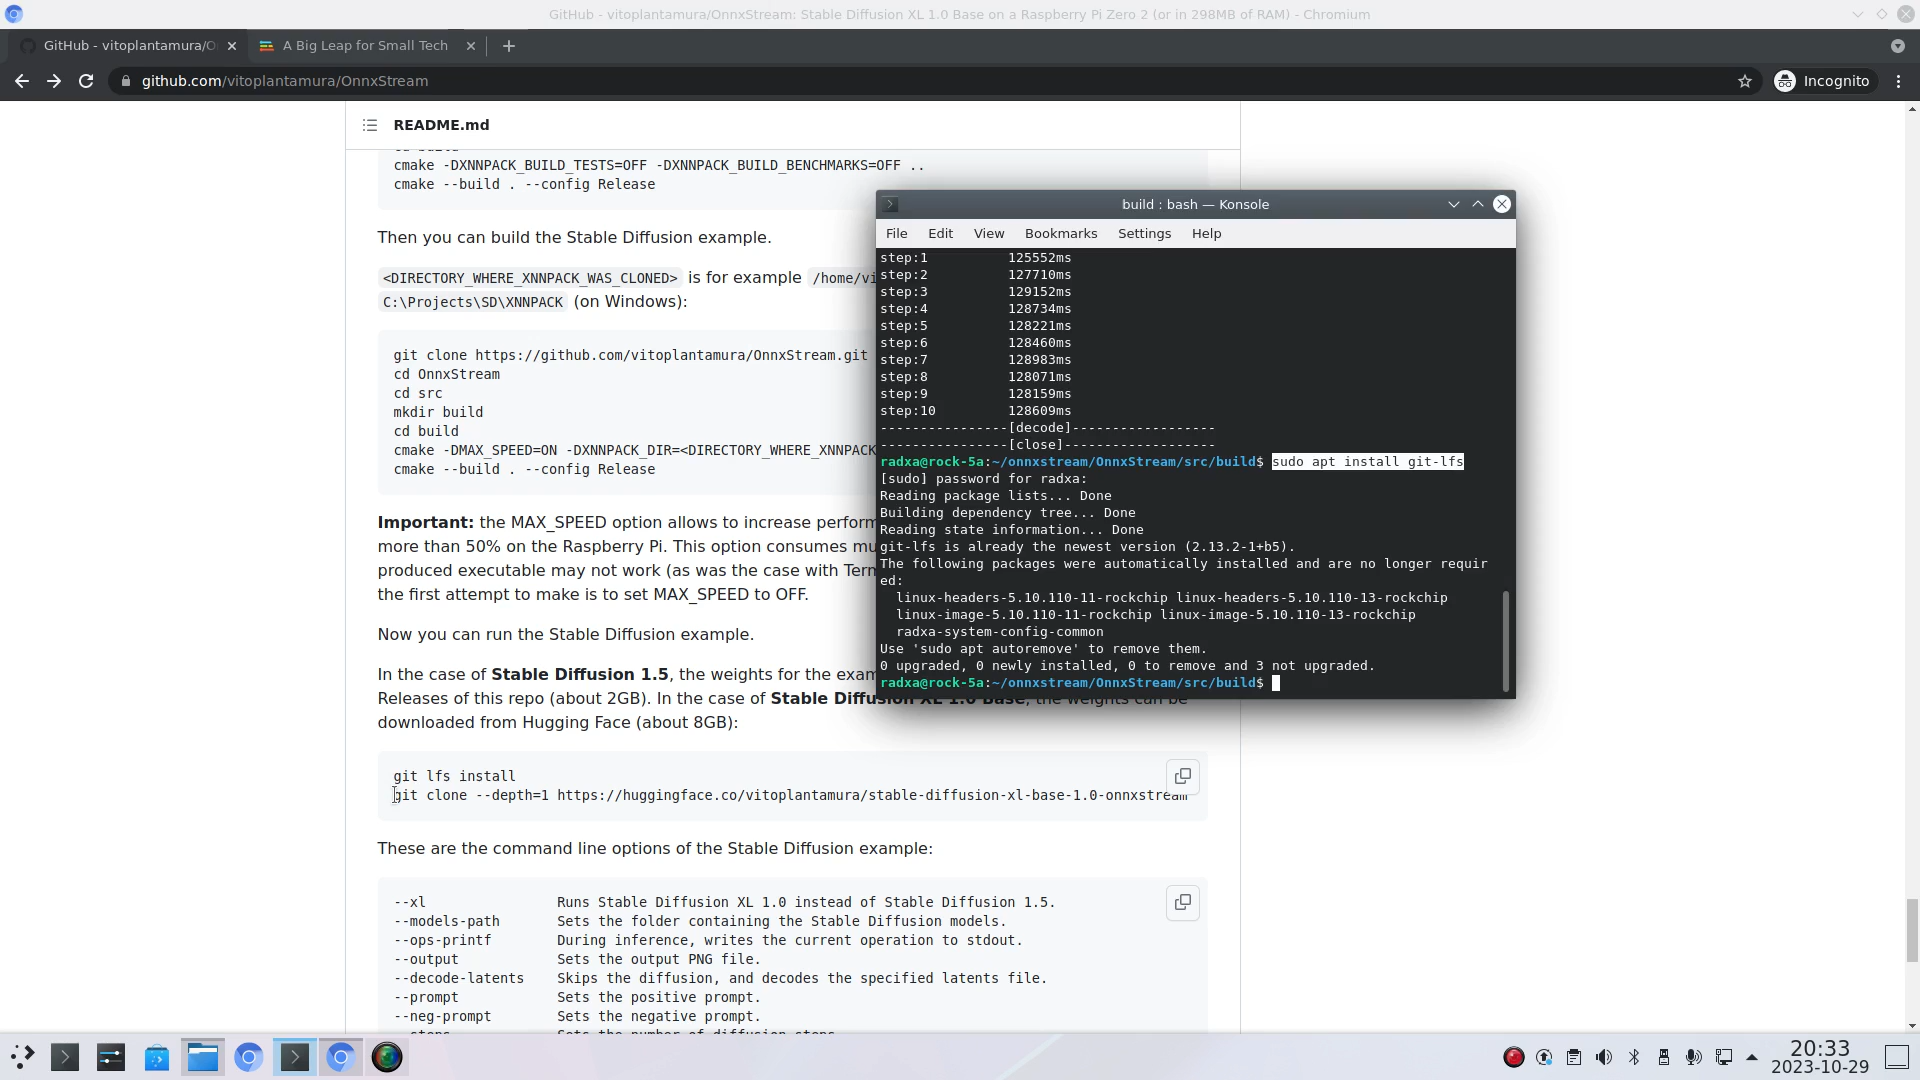 GitHub - vitoplantamura/OnnxStream: Stable Diffusion XL 1.0 Base on a Raspberry Pi Zero 2 (or in 298MB of RAM) - Chromium
GitHub - vitoplantamura/O
A Big Leap for Small Tech
github.com/vitoplantamura/OnnxStream
Incognito
README.md
cmake -DXNNPACK_BUILD_TESTS=OFF -DXNNPACK_BUILD_BENCHMARKS=OFF ..
cmake --build . --config Release
Then you can build the Stable Diffusion example.
<DIRECTORY_WHERE_XNNPACK_WAS_CLONED> is for example /home/vi
C:\Projects\SD\XNNPACK (on Windows):
git clone https://github.com/vitoplantamura/OnnxStream.git
cd OnnxStream
cd src
mkdir build
cd build
cmake -DMAX_SPEED=ON -DXNNPACK_DIR=<DIRECTORY_WHERE_XNNPACK
cmake --build . --config Release
Important: the MAX_SPEED option allows to increase perform
more than 50% on the Raspberry Pi. This option consumes mu
produced executable may not work (as was the case with Term
the first attempt to make is to set MAX_SPEED to OFF.
Now you can run the Stable Diffusion example.
In the case of Stable Diffusion 1.5, the weights for the exam
Releases of this repo (about 2GB). In the case of Stable Diffusion XL 1.0 Base, the weights can be
downloaded from Hugging Face (about 8GB):
git lfs install
git clone --depth=1 https://huggingface.co/vitoplantamura/stable-diffusion-xl-base-1.0-onnxstream
These are the command line options of the Stable Diffusion example:
--xl Runs Stable Diffusion XL 1.0 instead of Stable Diffusion 1.5.
--models-path Sets the folder containing the Stable Diffusion models.
--ops-printf During inference, writes the current operation to stdout.
--output Sets the output PNG file.
--decode-latents Skips the diffusion, and decodes the specified latents file.
--prompt Sets the positive prompt.
--neg-prompt Sets the negative prompt.
build : bash — Konsole
File Edit View Bookmarks Settings Help
step:1 125552ms
step:2 127710ms
step:3 129152ms
step:4 128734ms
step:5 128221ms
step:6 128460ms
step:7 128983ms
step:8 128071ms
step:9 128159ms
step:10 128609ms
----------------[decode]------------------
----------------[close]-------------------
radxa@rock-5a:~/onnxstream/OnnxStream/src/build$ sudo apt install git-lfs
[sudo] password for radxa:
Reading package lists... Done
Building dependency tree... Done
Reading state information... Done
git-lfs is already the newest version (2.13.2-1+b5).
The following packages were automatically installed and are no longer requir
ed:
linux-headers-5.10.110-11-rockchip linux-headers-5.10.110-13-rockchip
linux-image-5.10.110-11-rockchip linux-image-5.10.110-13-rockchip
radxa-system-config-common
Use 'sudo apt autoremove' to remove them.
0 upgraded, 0 newly installed, 0 to remove and 3 not upgraded.
radxa@rock-5a:~/onnxstream/OnnxStream/src/build$
20:33
2023-10-29